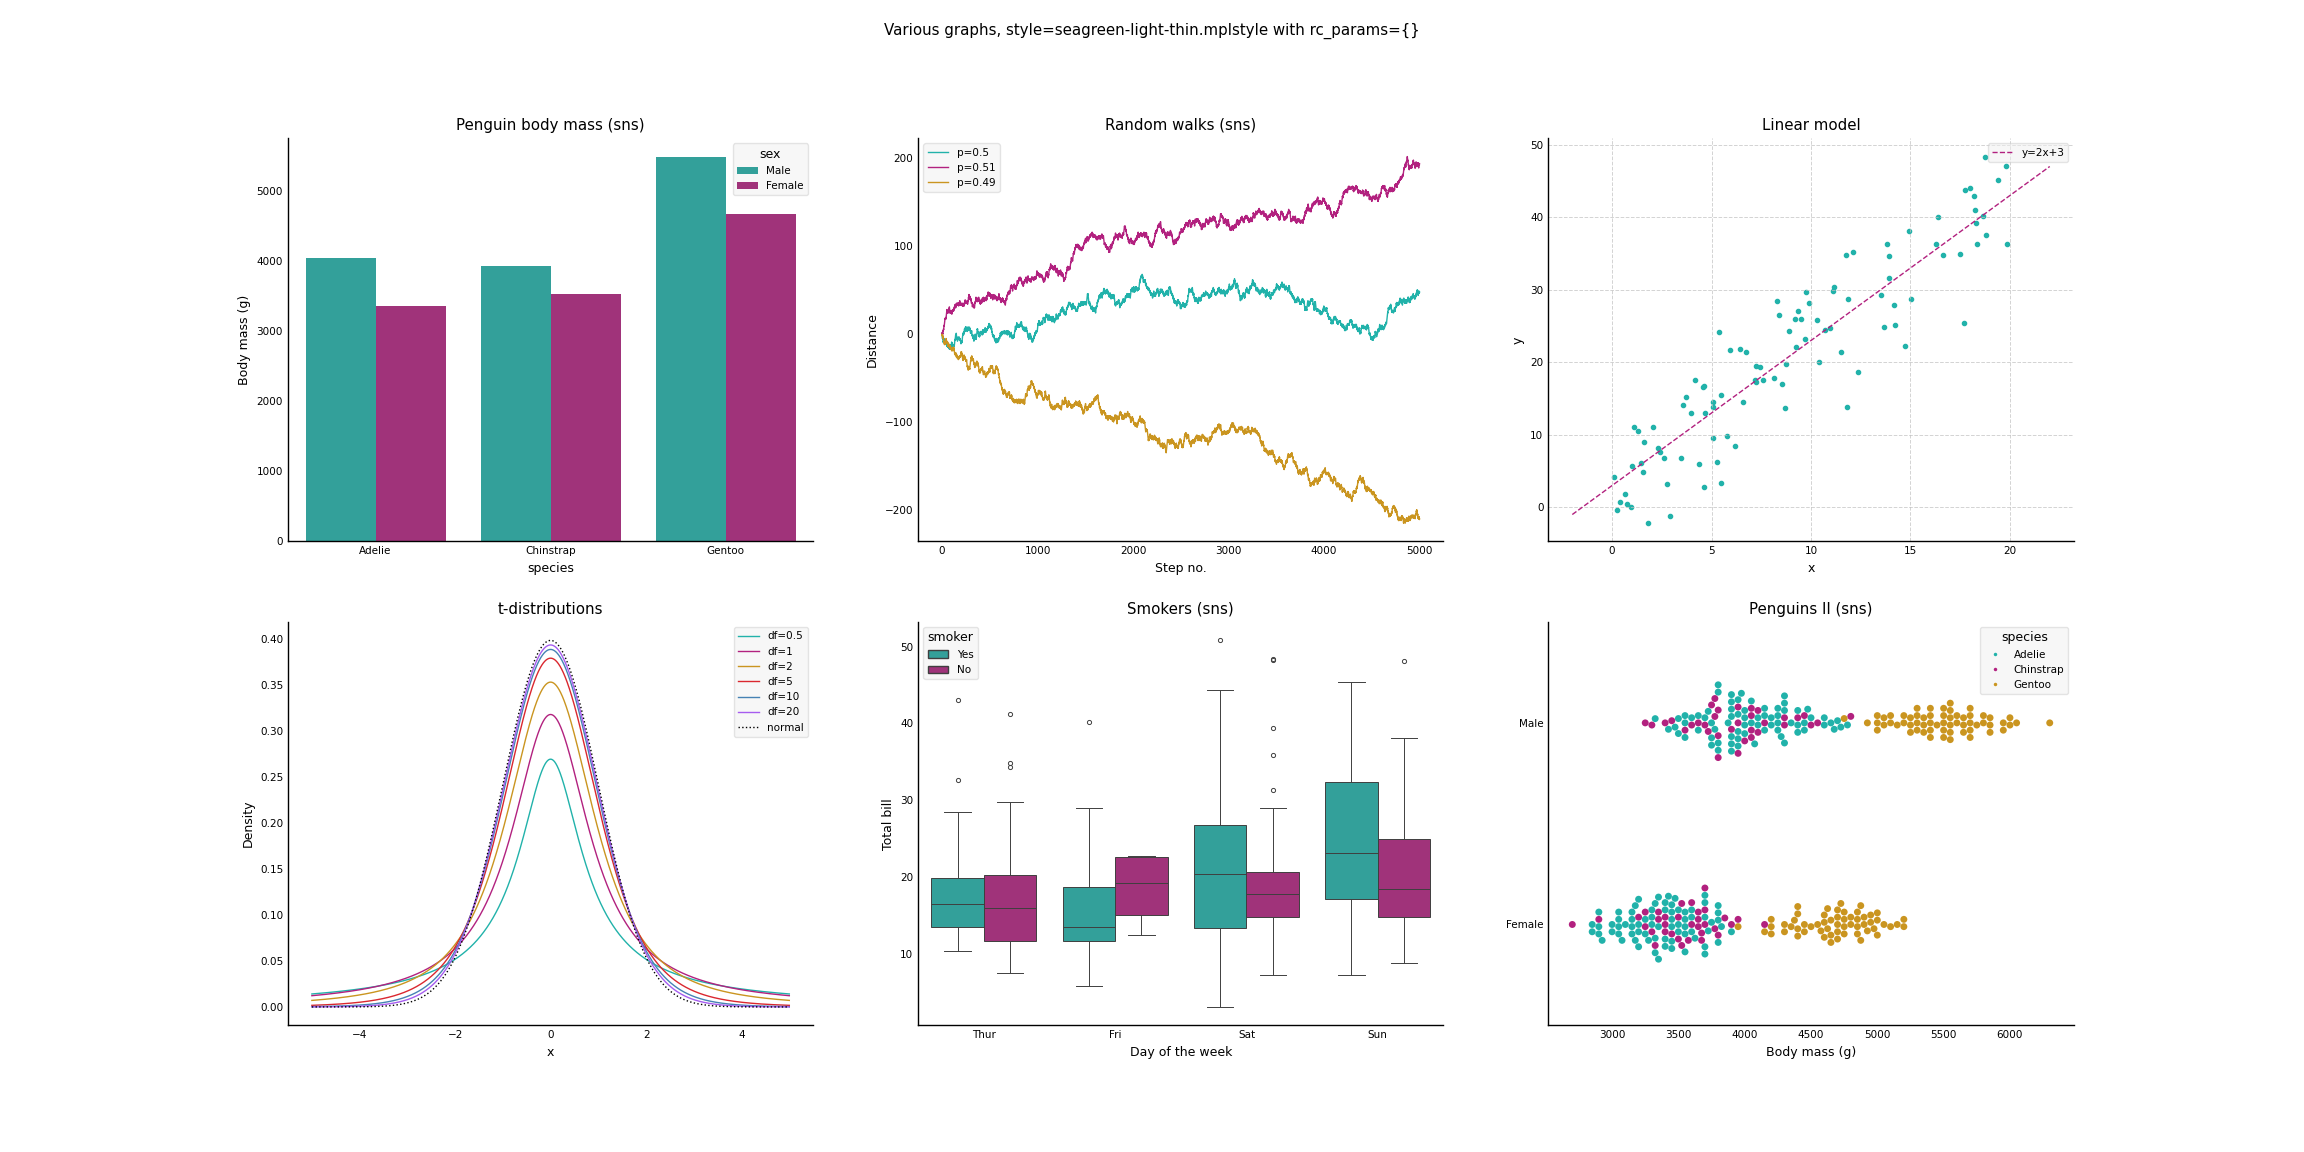 Various graphs, style=seagreen-light-thin.mplstyle with rc_params={}
Penguin body mass (sns)
Body mass (g)
5000
4000
3000
2000
1000
0
sex
Male
Female
Adelie Chinstrap Gentoo
species
Random walks (sns)
Distance
200
100
0
−100
−200
p=0.5
p=0.51
p=0.49
0 1000 2000 3000 4000 5000
Step no.
Linear model
y
50
40
30
20
10
0
y=2x+3
0 5 10 15 20
x
t-distributions
Density
0.40
0.35
0.30
0.25
0.20
0.15
0.10
0.05
0.00
df=0.5
df=1
df=2
df=5
df=10
df=20
normal
−4 −2 0 2 4
x
Smokers (sns)
Total bill
50
40
30
20
10
smoker
Yes
No
Thur Fri Sat Sun
Day of the week
Penguins II (sns)
species
Adelie
Chinstrap
Gentoo
Male
Female
3000 3500 4000 4500 5000 5500 6000
Body mass (g)